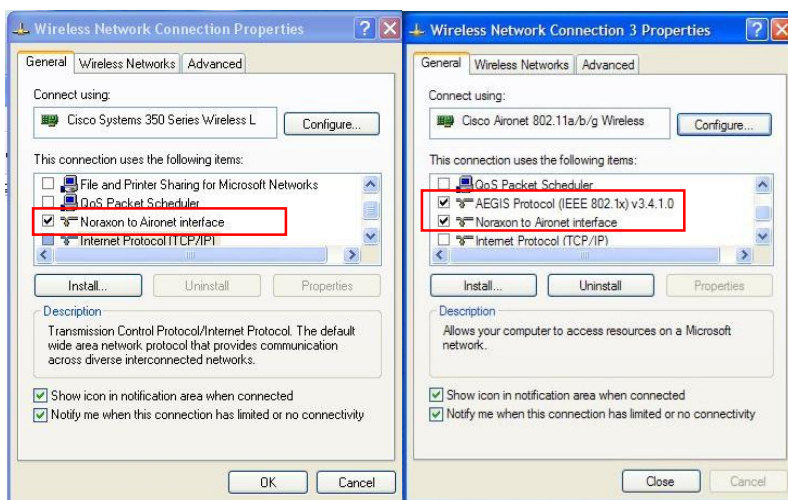 Wireless Network Connection Properties
General Wireless Networks Advanced
Connect using:
Cisco Systems 350 Series Wireless L
Configure...
This connection uses the following items:
File and Printer Sharing for Microsoft Networks
QoS Packet Scheduler
Noraxon to Aironet interface
Internet Protocol (TCP/IP)
Install... Uninstall Properties
Description
Transmission Control Protocol/Internet Protocol. The default
wide area network protocol that provides communication
across diverse interconnected networks.
Show icon in notification area when connected
Notify me when this connection has limited or no connectivity
OK Cancel
Wireless Network Connection 3 Properties
General Wireless Networks Advanced
Connect using:
Cisco Aironet 802.11a/b/g Wireless
Configure...
This connection uses the following items:
QoS Packet Scheduler
AEGIS Protocol (IEEE 802.1x) v3.4.1.0
Noraxon to Aironet interface
Internet Protocol (TCP/IP)
Install... Uninstall Properties
Description
Allows your computer to access resources on a Microsoft
network.
Show icon in notification area when connected
Notify me when this connection has limited or no connectivity
Close Cancel